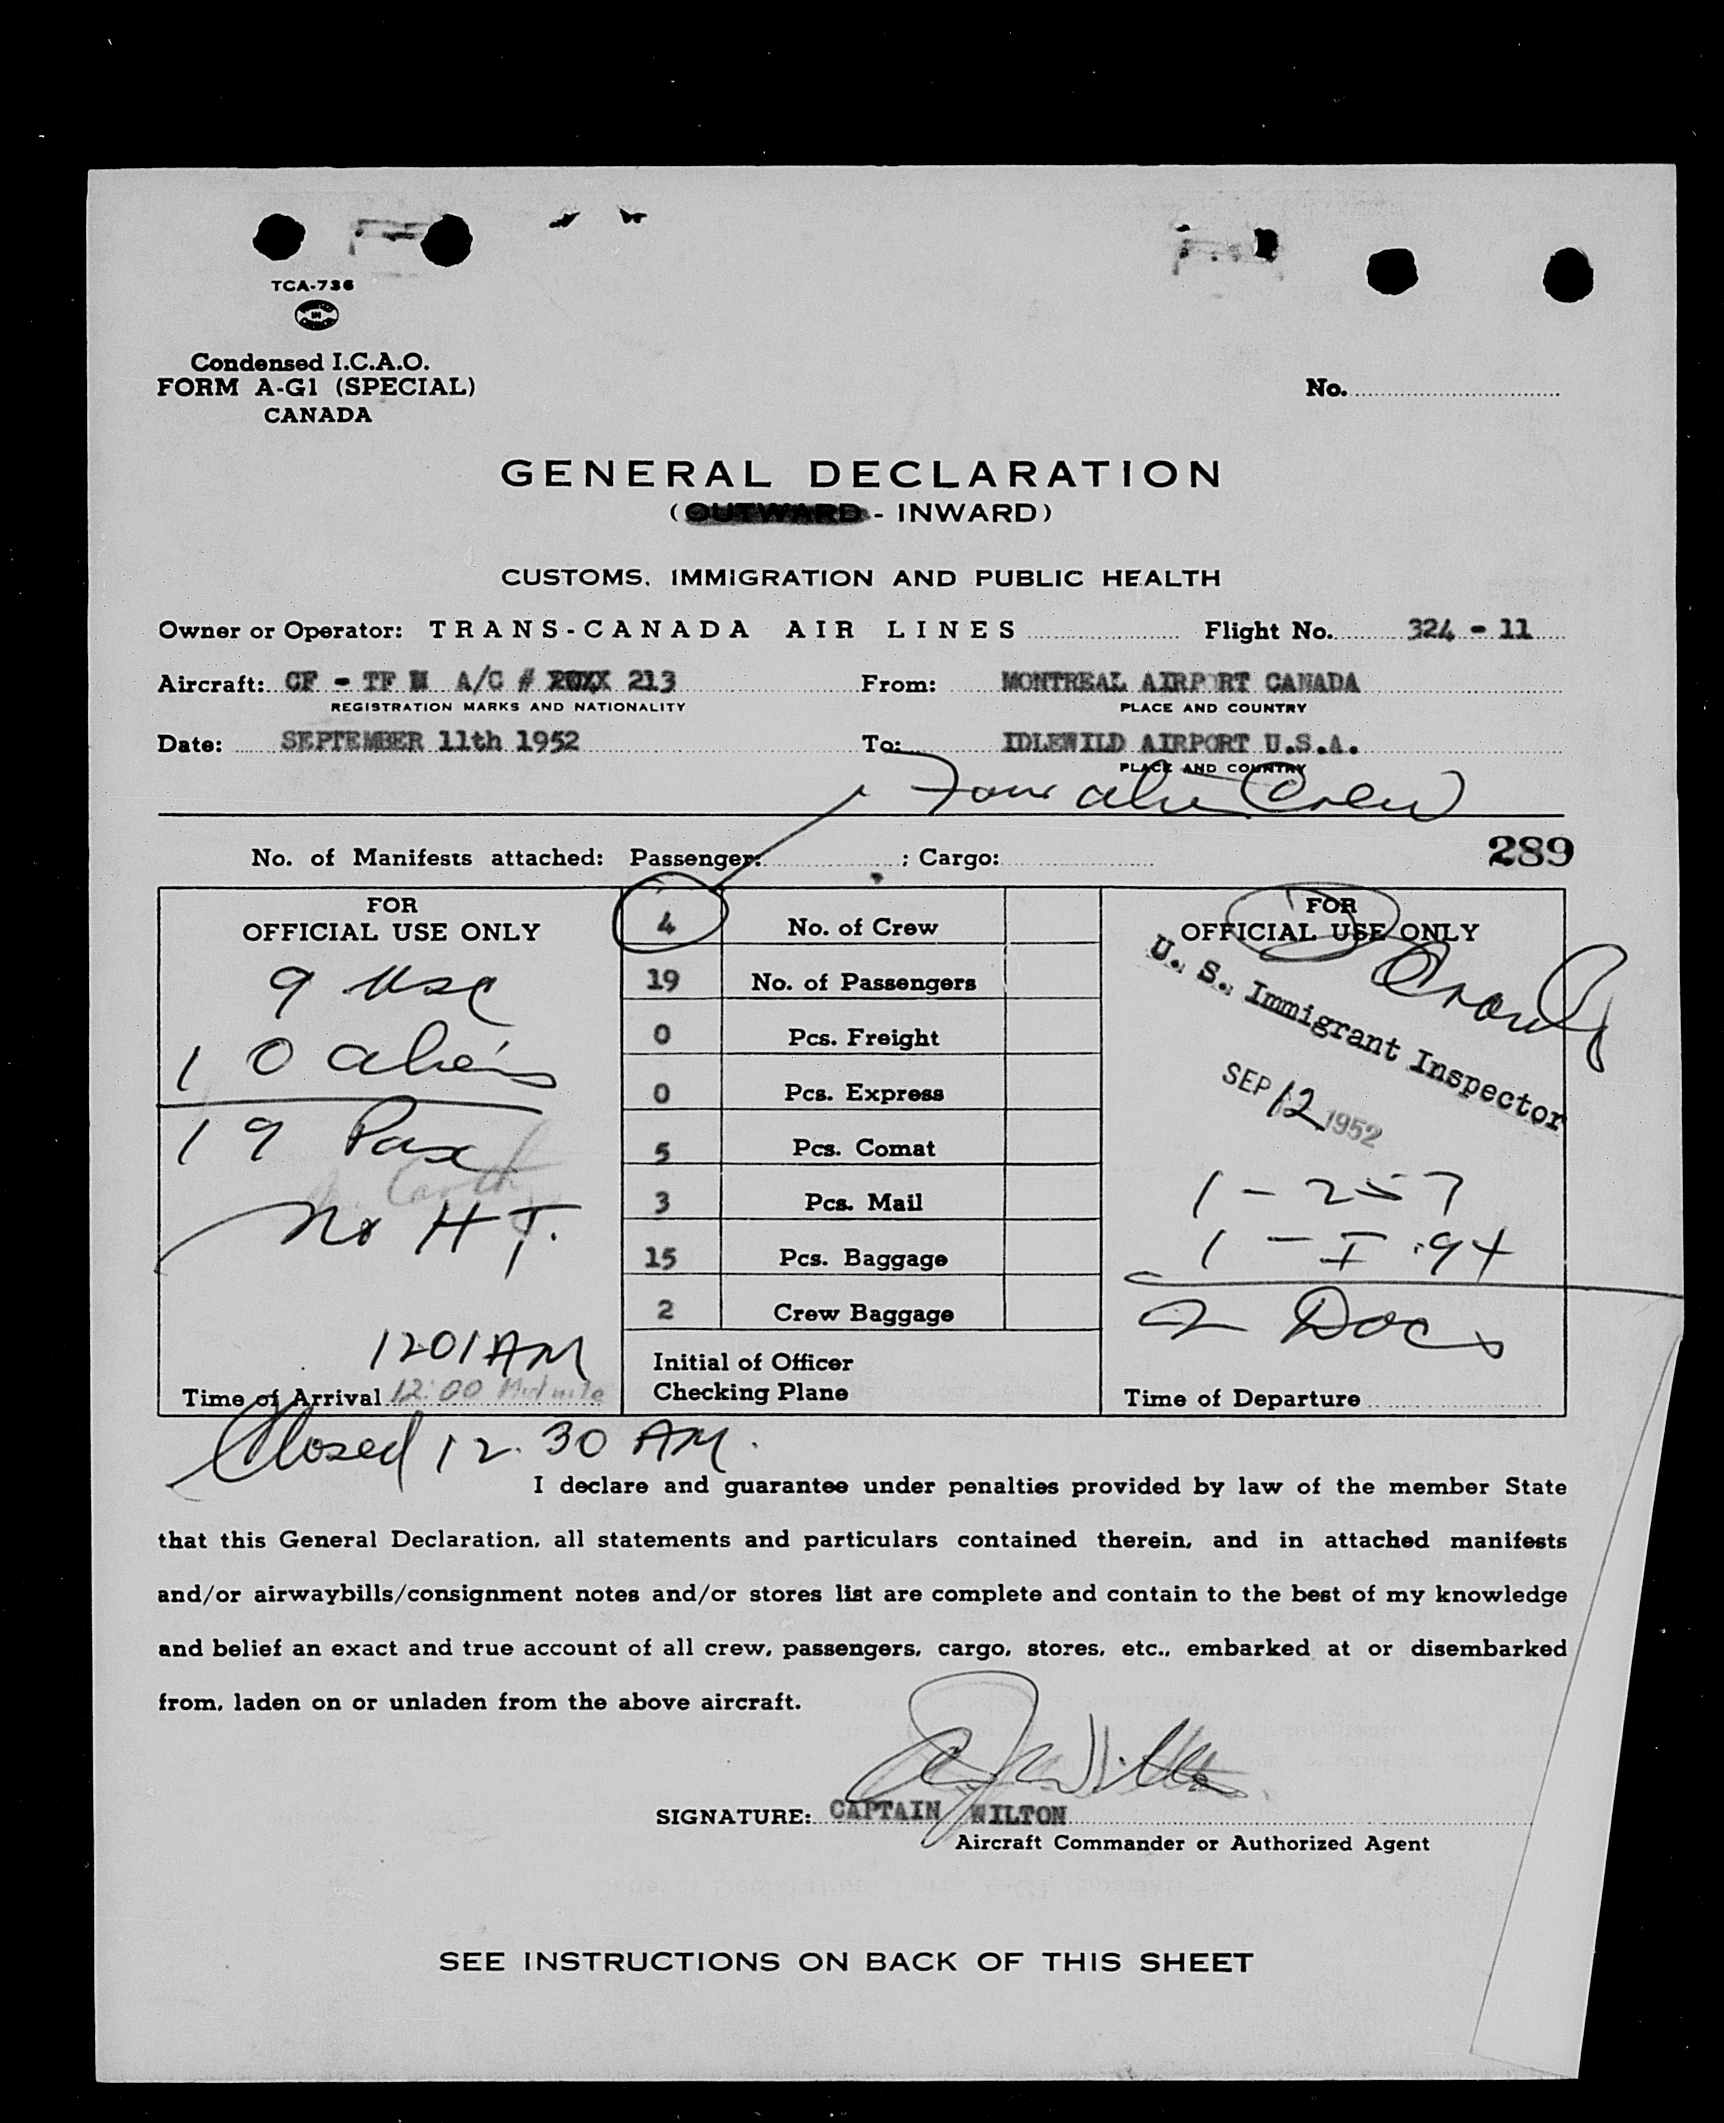 TCA-736
IN
Condensed I.C.A.O.
FORM A-G1 (SPECIAL)
CANADA
No.
GENERAL DECLARATION
(OUTWARD - INWARD)
CUSTOMS, IMMIGRATION AND PUBLIC HEALTH
Owner or Operator: TRANS-CANADA AIR LINES Flight No. 324 - 11
Aircraft: CF - TF M A/C # 213 From: MONTREAL AIRPORT CANADA
REGISTRATION MARKS AND NATIONALITY PLACE AND COUNTRY
Date: SEPTEMBER 11th 1952 To: IDLEWILD AIRPORT U.S.A.
PLACE AND COUNTRY
Four alien Crew
No. of Manifests attached: Passenger: ; Cargo: 289
FOR
OFFICIAL USE ONLY
9 USC
10 aliens
19 Pax
No H T.
1201 AM
Time of Arrival 12:00 Midnite
Closed 12.30 AM.
4 No. of Crew
19 No. of Passengers
0 Pcs. Freight
0 Pcs. Express
5 Pcs. Comat
3 Pcs. Mail
15 Pcs. Baggage
2 Crew Baggage
Initial of Officer
Checking Plane
FOR
OFFICIAL USE ONLY
U. S. Immigrant Inspector
SEP 12 1952
1 - 257
1 - I.94
2 Docs
Time of Departure
I declare and guarantee under penalties provided by law of the member State
that this General Declaration, all statements and particulars contained therein, and in attached manifests
and/or airwaybills/consignment notes and/or stores list are complete and contain to the best of my knowledge
and belief an exact and true account of all crew, passengers, cargo, stores, etc., embarked at or disembarked
from, laden on or unladen from the above aircraft.
SIGNATURE: CAPTAIN WILTON
Aircraft Commander or Authorized Agent
SEE INSTRUCTIONS ON BACK OF THIS SHEET